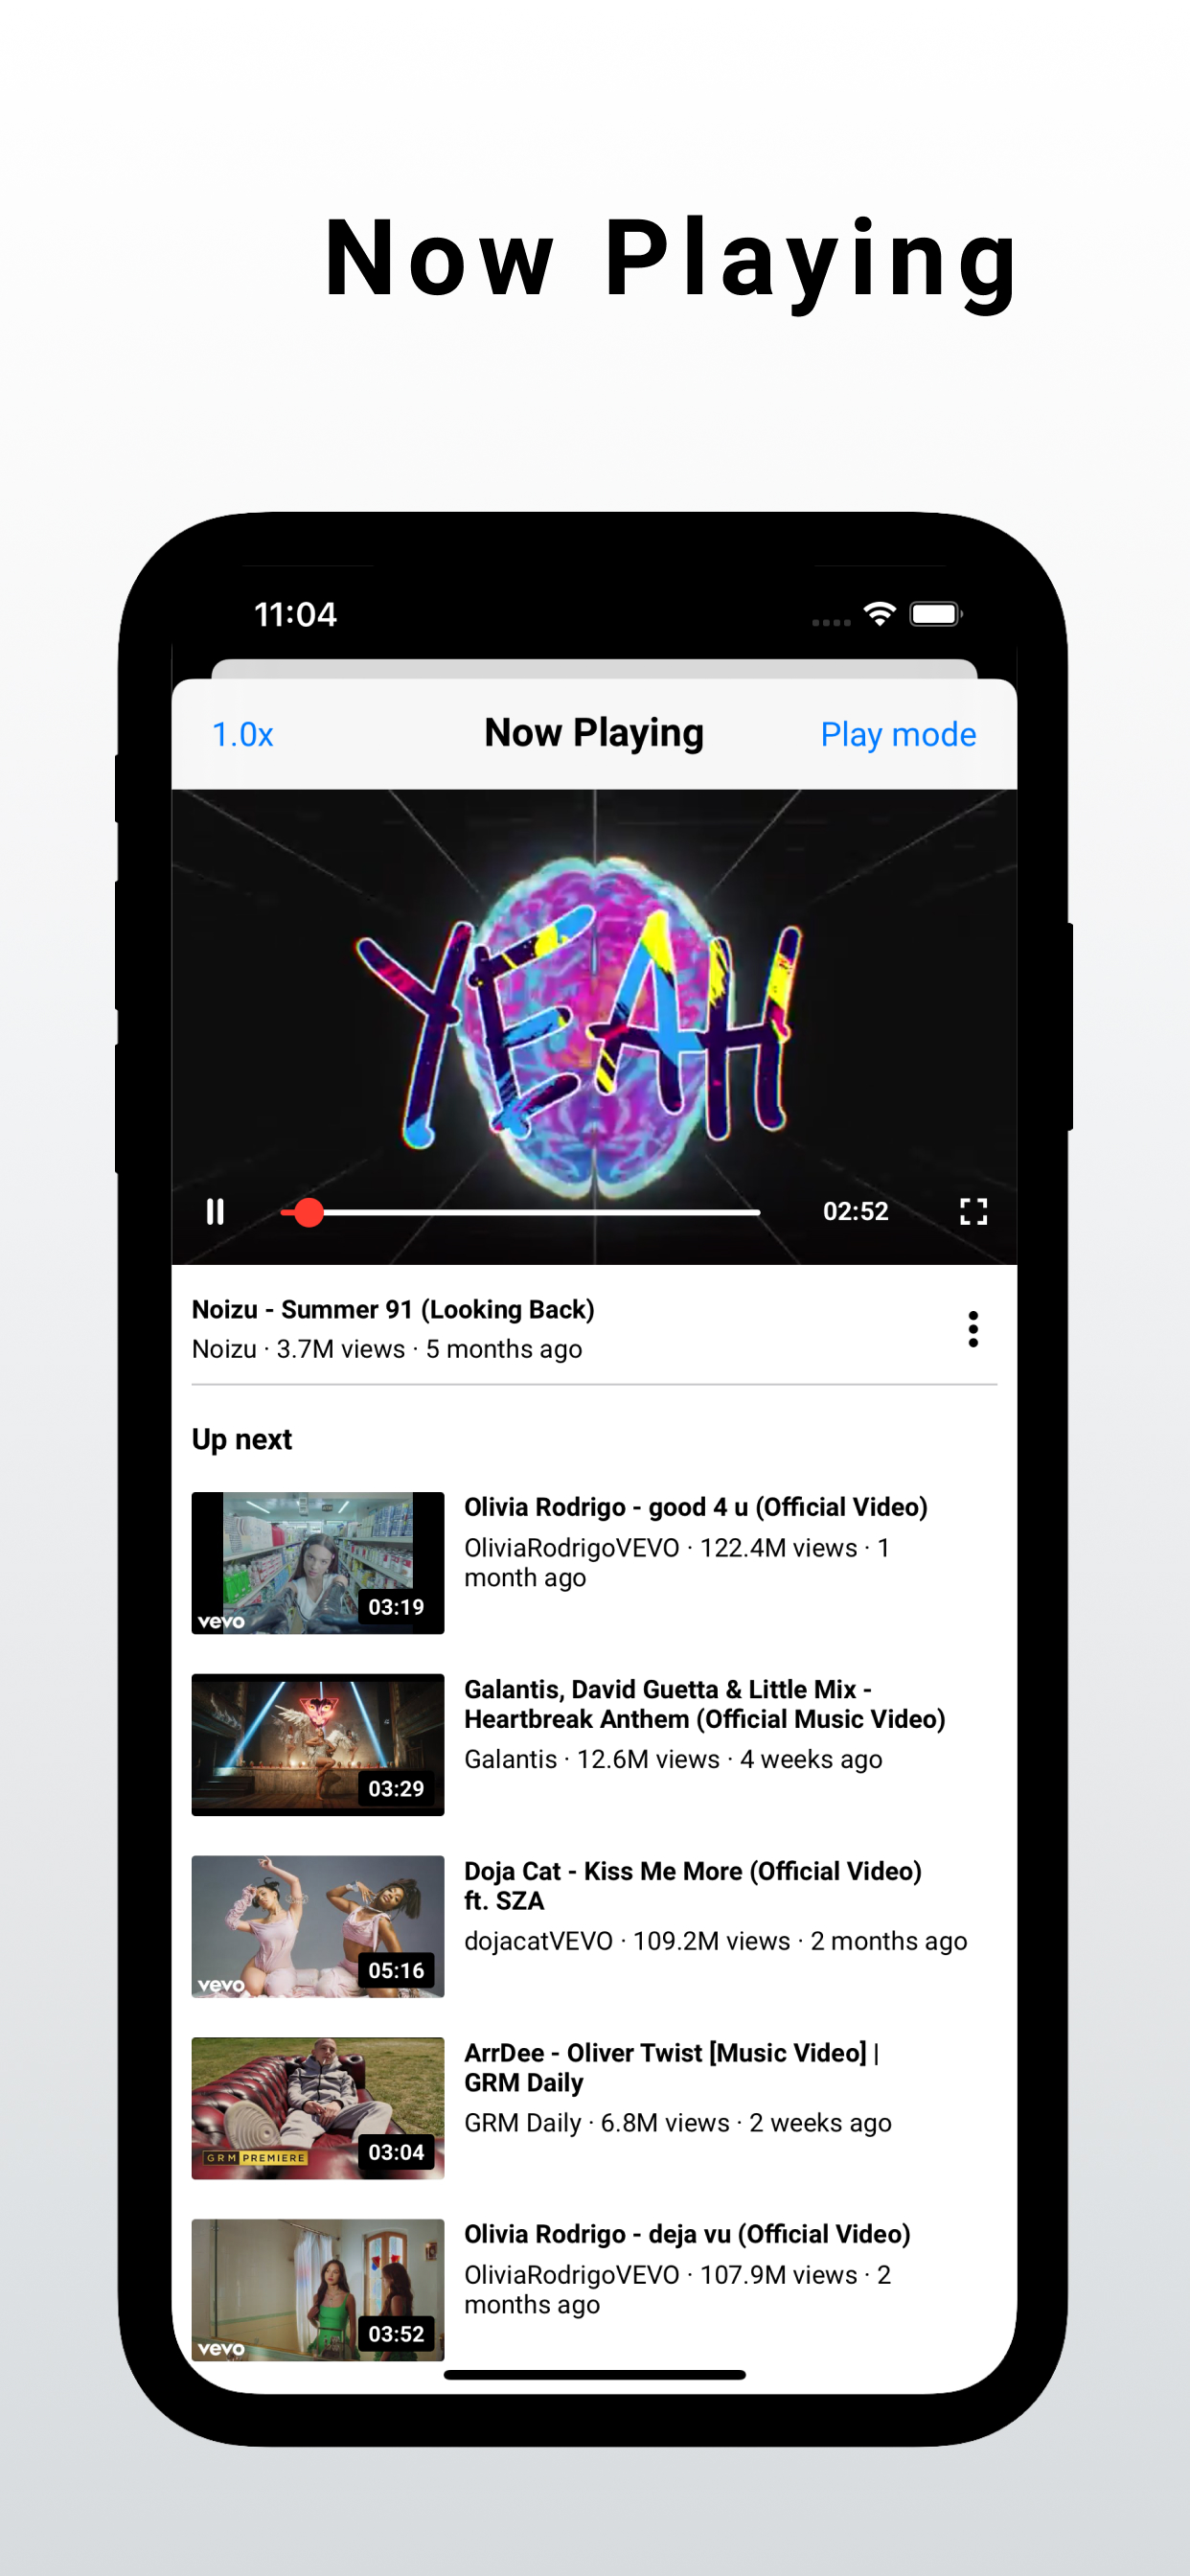 Now Playing
11:04
1.0x
Now Playing
Play mode
YEAH
02:52
Noizu - Summer 91 (Looking Back)
Noizu · 3.7M views · 5 months ago
Up next
vevo
03:19
Olivia Rodrigo - good 4 u (Official Video)
OliviaRodrigoVEVO · 122.4M views · 1
month ago
03:29
Galantis, David Guetta & Little Mix -
Heartbreak Anthem (Official Music Video)
Galantis · 12.6M views · 4 weeks ago
vevo
05:16
Doja Cat - Kiss Me More (Official Video)
ft. SZA
dojacatVEVO · 109.2M views · 2 months ago
GRM PREMIERE
03:04
ArrDee - Oliver Twist [Music Video] |
GRM Daily
GRM Daily · 6.8M views · 2 weeks ago
vevo
03:52
Olivia Rodrigo - deja vu (Official Video)
OliviaRodrigoVEVO · 107.9M views · 2
months ago